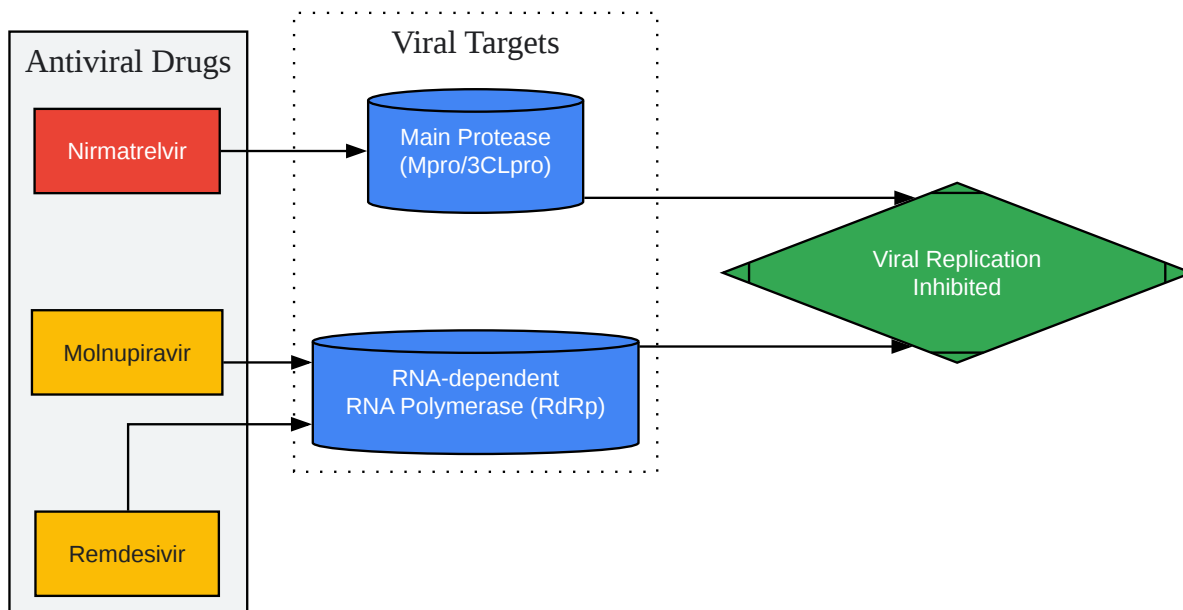 Antiviral Drugs
Viral Targets
Nirmatrelvir
Main Protease
(Mpro/3CLpro)
Viral Replication
Inhibited
Molnupiravir
RNA-dependent
RNA Polymerase (RdRp)
Remdesivir